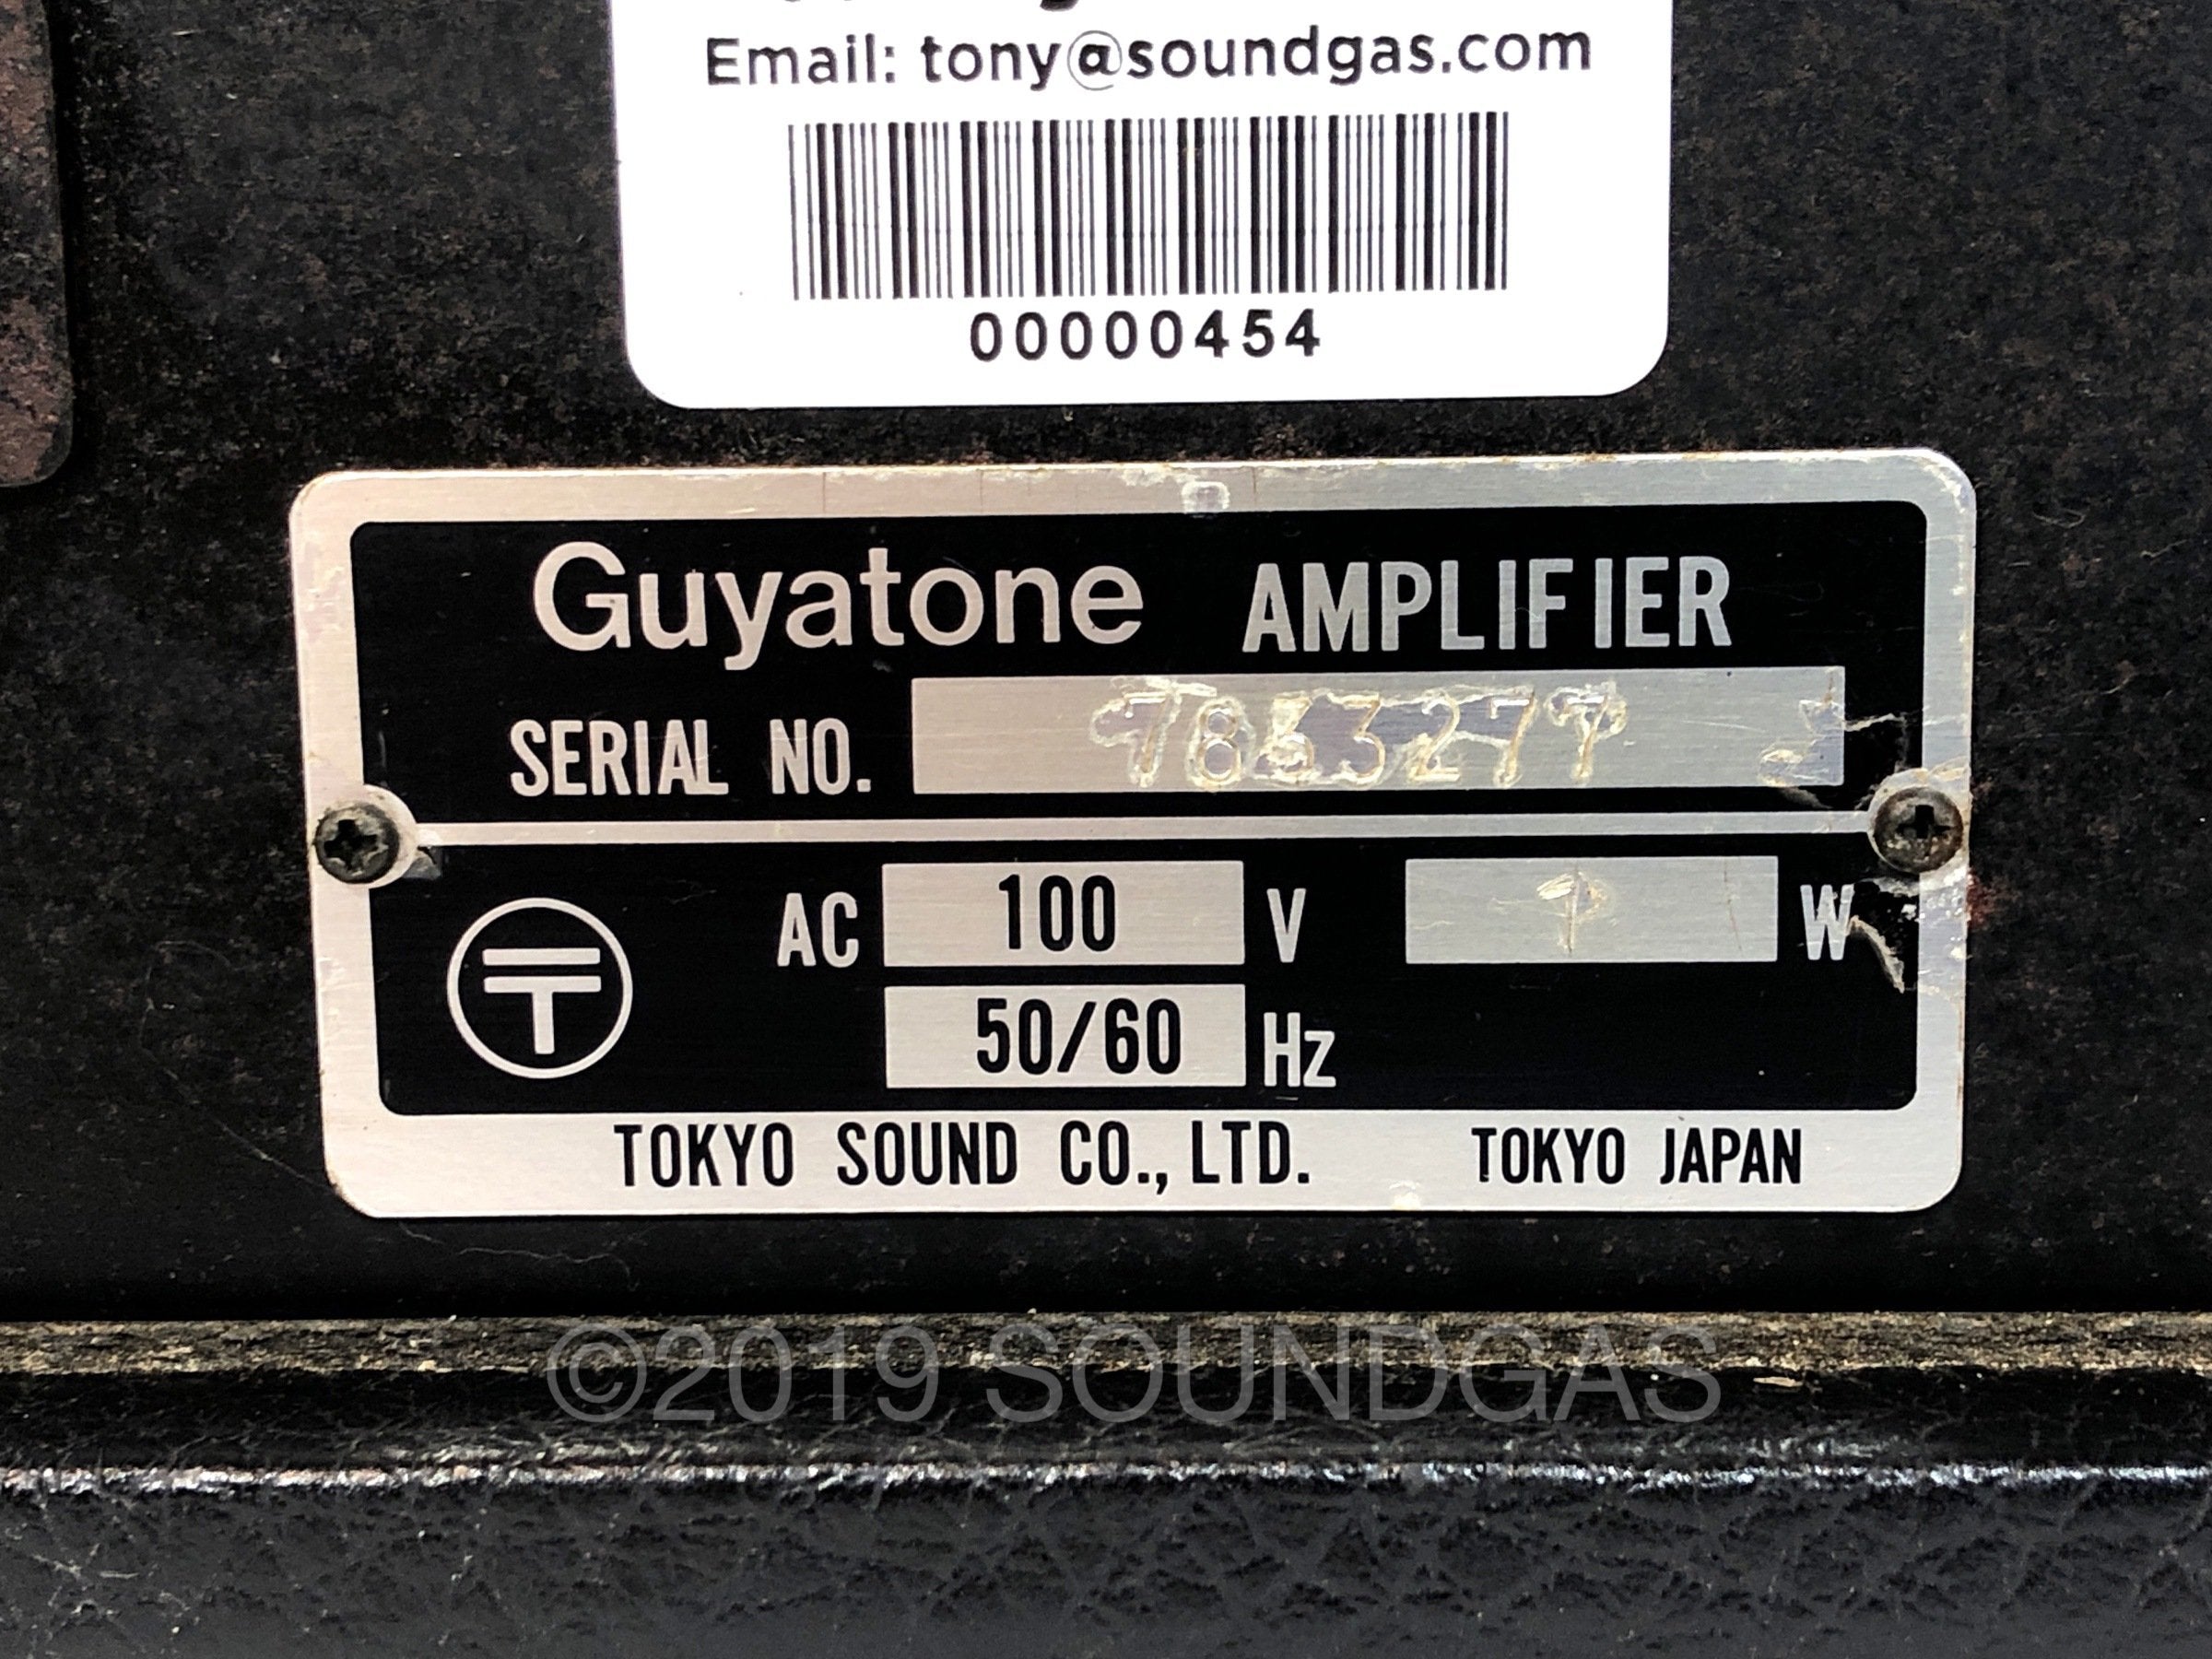 Email: tony@soundgas.com
00000454
Guyatone AMPLIFIER
SERIAL NO.
AC 100 V W
50/60 Hz
TOKYO SOUND CO., LTD. TOKYO JAPAN
©2019 SOUNDGAS